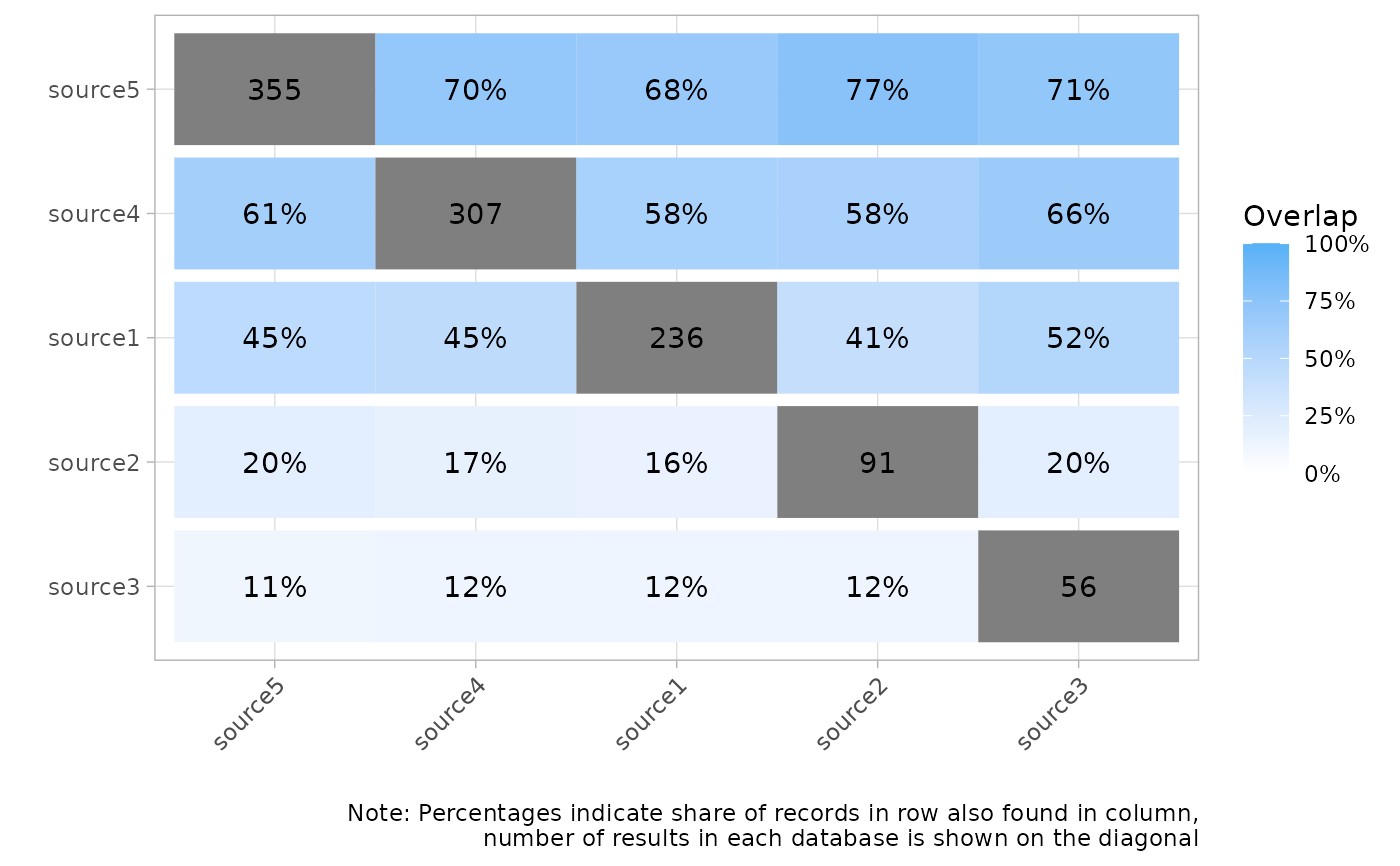 source5 355 70% 68% 77% 71%
source4 61% 307 58% 58% 66%
source1 45% 45% 236 41% 52%
source2 20% 17% 16% 91 20%
source3 11% 12% 12% 12% 56
source5 source4 source1 source2 source3
Overlap
100%
75%
50%
25%
0%
Note: Percentages indicate share of records in row also found in column,
number of results in each database is shown on the diagonal